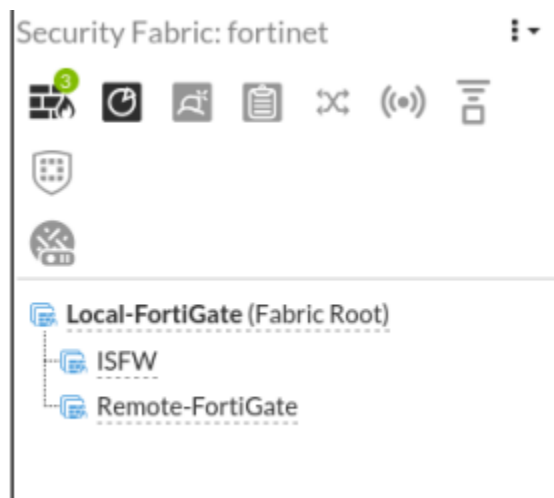 Security Fabric: fortinet
3
Local-FortiGate (Fabric Root)
ISFW
Remote-FortiGate